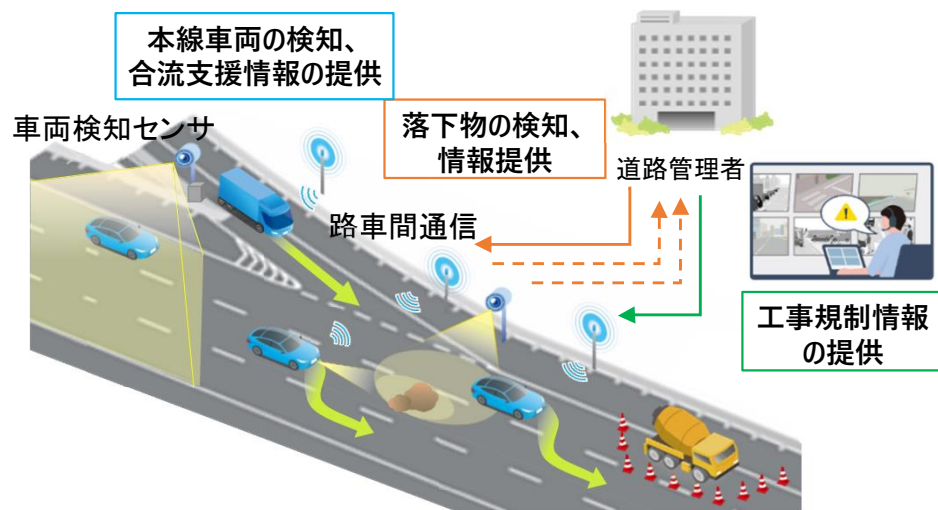 本線車両の検知、
合流支援情報の提供
車両検知センサ
落下物の検知、
情報提供
道路管理者
路車間通信
工事規制情報
の提供